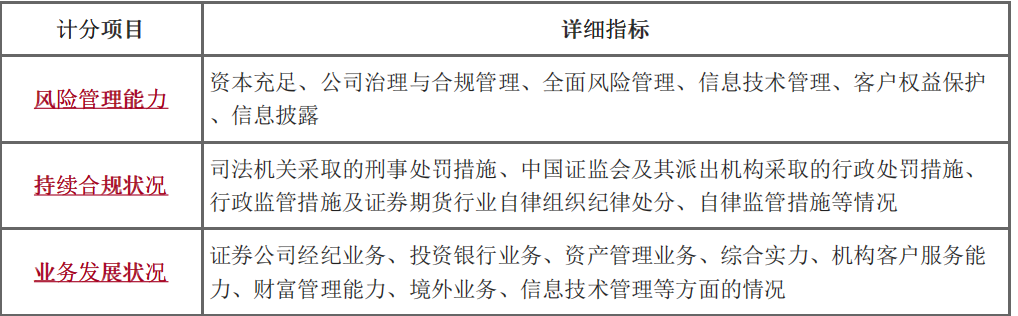 计分项目 详细指标
风险管理能力
资本充足、公司治理与合规管理、全面风险管理、信息技术管理、客户权益保护
、信息披露
持续合规状况
司法机关采取的刑事处罚措施、中国证监会及其派出机构采取的行政处罚措施、
行政监管措施及证券期货行业自律组织纪律处分、自律监管措施等情况
业务发展状况
证券公司经纪业务、投资银行业务、资产管理业务、综合实力、机构客户服务能
力、财富管理能力、境外业务、信息技术管理等方面的情况